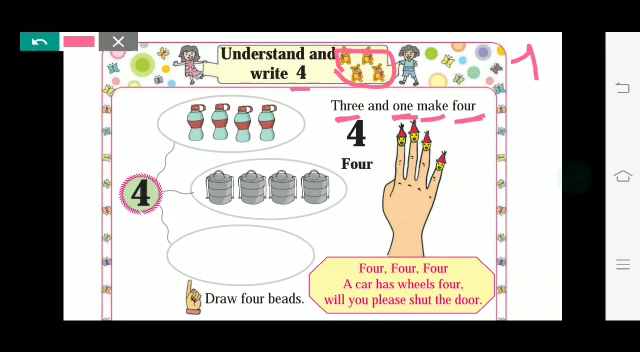 Understand and
write 4
1
Three and one make four
4
Four
4
Draw four beads.
Four, Four, Four
A car has wheels four,
will you please shut the door.